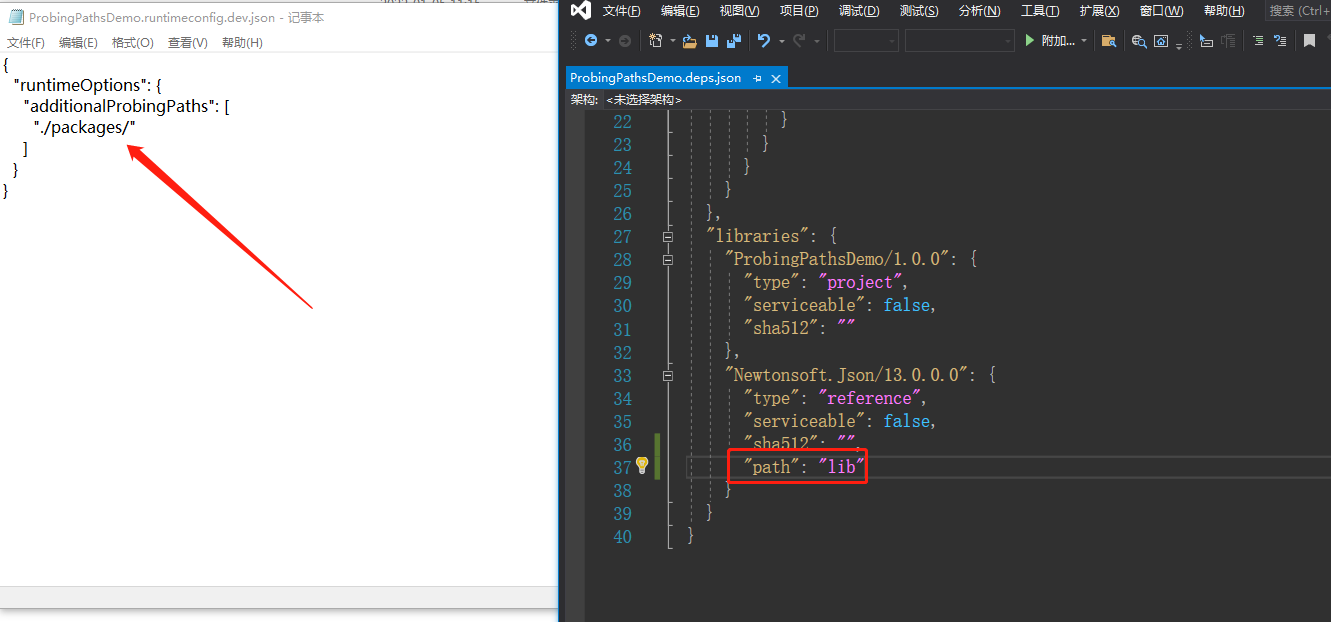 ProbingPathsDemo.runtimeconfig.dev.json - 记事本
文件(F) 编辑(E) 格式(O) 查看(V) 帮助(H)
{
"runtimeOptions": {
"additionalProbingPaths": [
"./packages/"
]
}
}
文件(F) 编辑(E) 视图(V) 项目(P) 调试(D) 测试(S) 分析(N) 工具(T) 扩展(X) 窗口(W) 帮助(H) 搜索 (Ctrl+
附加...
ProbingPathsDemo.deps.json
架构: <未选择架构>
22 }
23 }
24 }
25 }
26 },
27 "libraries": {
28 "ProbingPathsDemo/1.0.0": {
29 "type": "project",
30 "serviceable": false,
31 "sha512": ""
32 },
33 "Newtonsoft.Json/13.0.0.0": {
34 "type": "reference",
35 "serviceable": false,
36 "sha512": "",
37 "path": "lib"
38 }
39 }
40 }